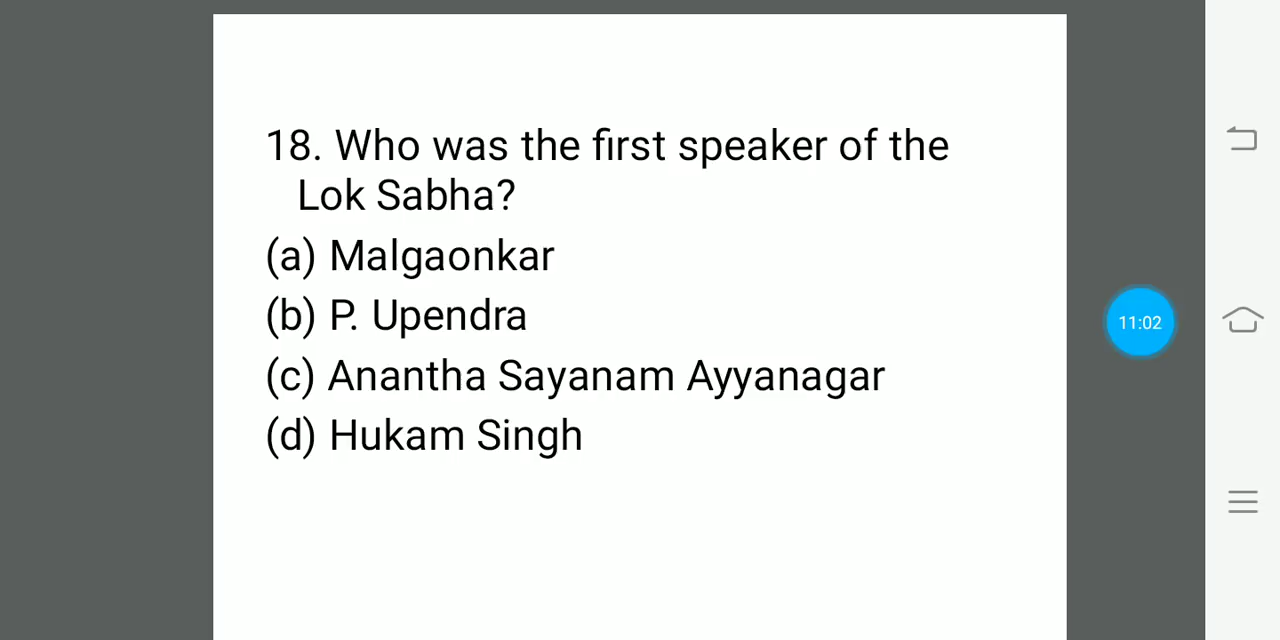 18. Who was the first speaker of the
Lok Sabha?
(a) Malgaonkar
(b) P. Upendra
(c) Anantha Sayanam Ayyanagar
(d) Hukam Singh
11:02